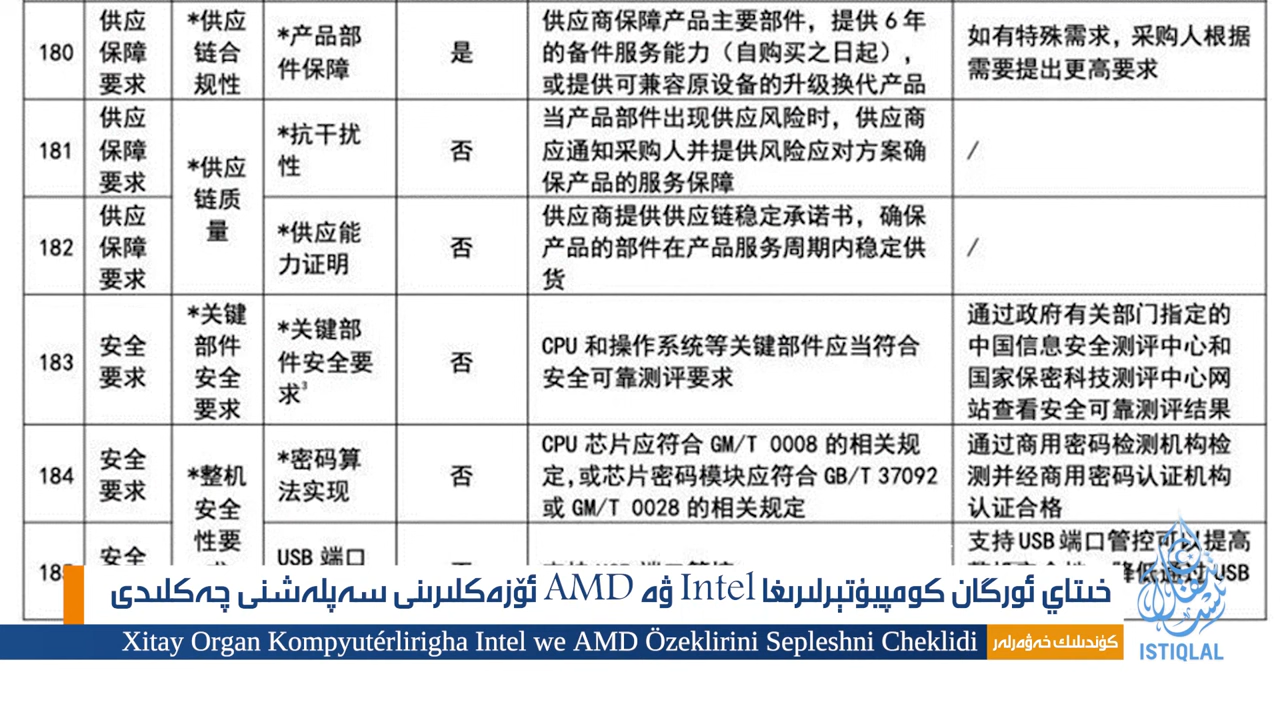 180
供应
保障
要求
*供应
链合
规性
*产品部
件保障
是
供应商保障产品主要部件，提供 6 年
的备件服务能力（自购买之日起），
或提供可兼容原设备的升级换代产品
如有特殊需求，采购人根据
需要提出更高要求
181
供应
保障
要求
*供应
链质
量
*抗干扰
性
否
当产品部件出现供应风险时，供应商
应通知采购人并提供风险应对方案确
保产品的服务保障
/
182
供应
保障
要求
*供应能
力证明
否
供应商提供供应链稳定承诺书，确保
产品的部件在产品服务周期内稳定供
货
/
183
安全
要求
*关键
部件
安全
要求
*关键部
件安全要
求3
否
CPU 和操作系统等关键部件应当符合
安全可靠测评要求
通过政府有关部门指定的
中国信息安全测评中心和
国家保密科技测评中心网
站查看安全可靠测评结果
184
安全
要求
*整机
安全
性要
*密码算
法实现
否
CPU 芯片应符合 GM/T 0008 的相关规
定,或芯片密码模块应符合 GB/T 37092
或 GM/T 0028 的相关规定
通过商用密码检测机构检
测并经商用密码认证机构
认证合格
安全
USB 端口
支持 USB 端口管控可以提高
降低通过 USB
خىتاي ئورگان كومپيۇتېرلىرىغا Intel ۋە AMD ئۆزەكلىرىنى سەپلەشنى چەكلىدى
Xitay Organ Kompyutérlirigha Intel we AMD Özeklirini Sepleshni Cheklidi
كۈندىلىك خەۋەرلەر
ISTIQLAL